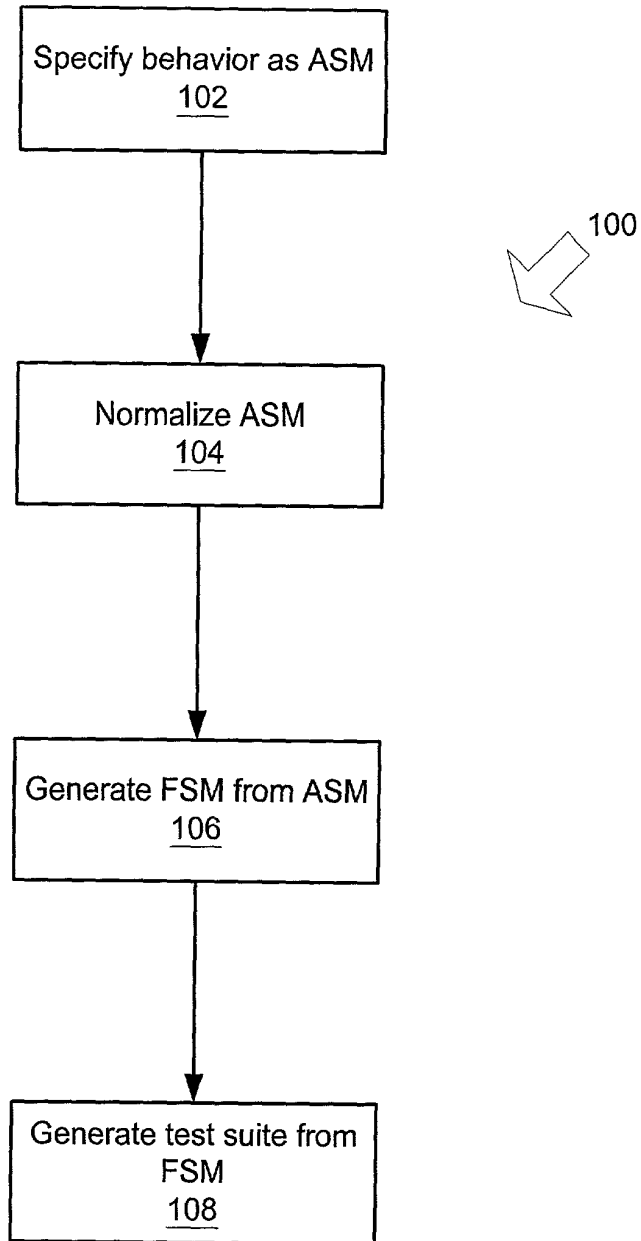 Specify behavior as ASM
102
100
Normalize ASM
104
Generate FSM from ASM
106
Generate test suite from
FSM
108